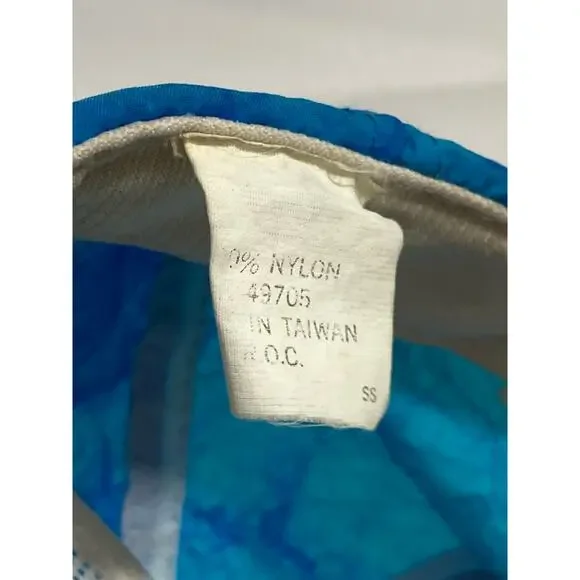 0% NYLON
49705
IN TAIWAN
R.O.C.
SS